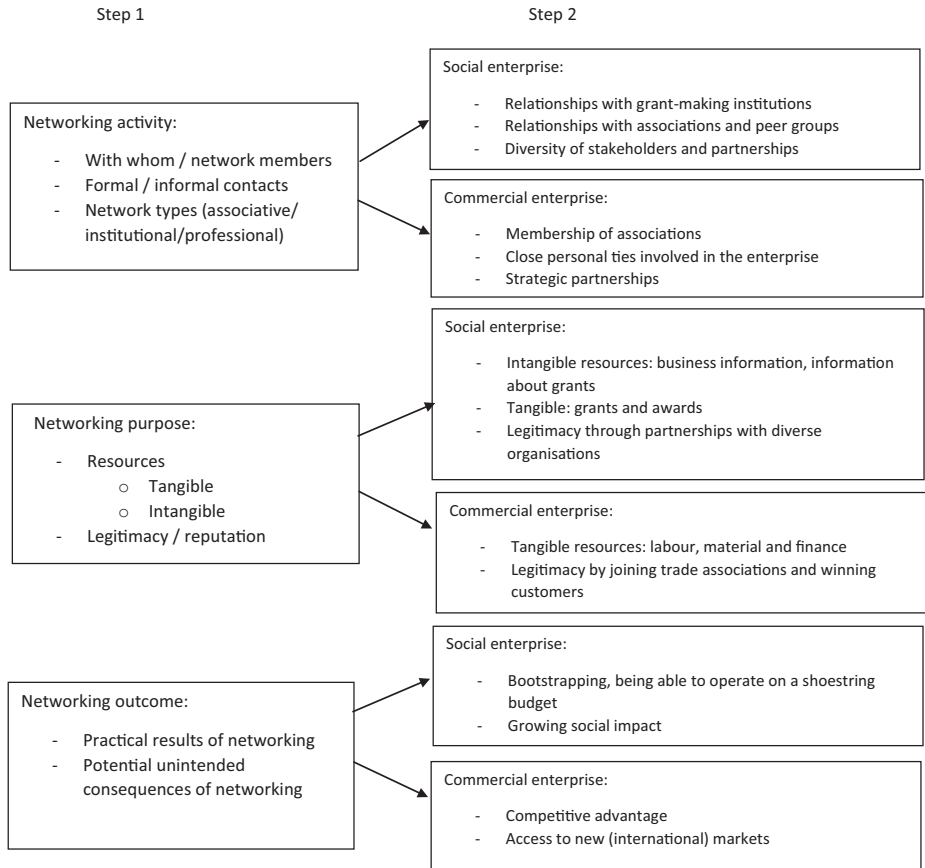 Step 1
Step 2
Networking activity:
- With whom / network members
- Formal / informal contacts
- Network types (associative/
institutional/professional)
Social enterprise:
- Relationships with grant-making institutions
- Relationships with associations and peer groups
- Diversity of stakeholders and partnerships
Commercial enterprise:
- Membership of associations
- Close personal ties involved in the enterprise
- Strategic partnerships
Networking purpose:
- Resources
o Tangible
o Intangible
- Legitimacy / reputation
Social enterprise:
- Intangible resources: business information, information
about grants
- Tangible: grants and awards
- Legitimacy through partnerships with diverse
organisations
Commercial enterprise:
- Tangible resources: labour, material and finance
- Legitimacy by joining trade associations and winning
customers
Networking outcome:
- Practical results of networking
- Potential unintended
consequences of networking
Social enterprise:
- Bootstrapping, being able to operate on a shoestring
budget
- Growing social impact
Commercial enterprise:
- Competitive advantage
- Access to new (international) markets